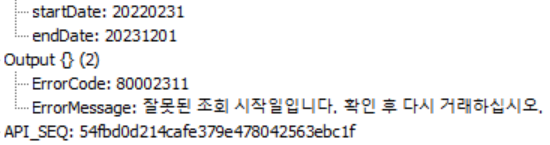 startDate: 20220231
endDate: 20231201
Output {} (2)
ErrorCode: 80002311
ErrorMessage: 잘못된 조회 시작일입니다. 확인 후 다시 거래하십시오.
API_SEQ: 54fbd0d214cafe379e478042563ebc1f